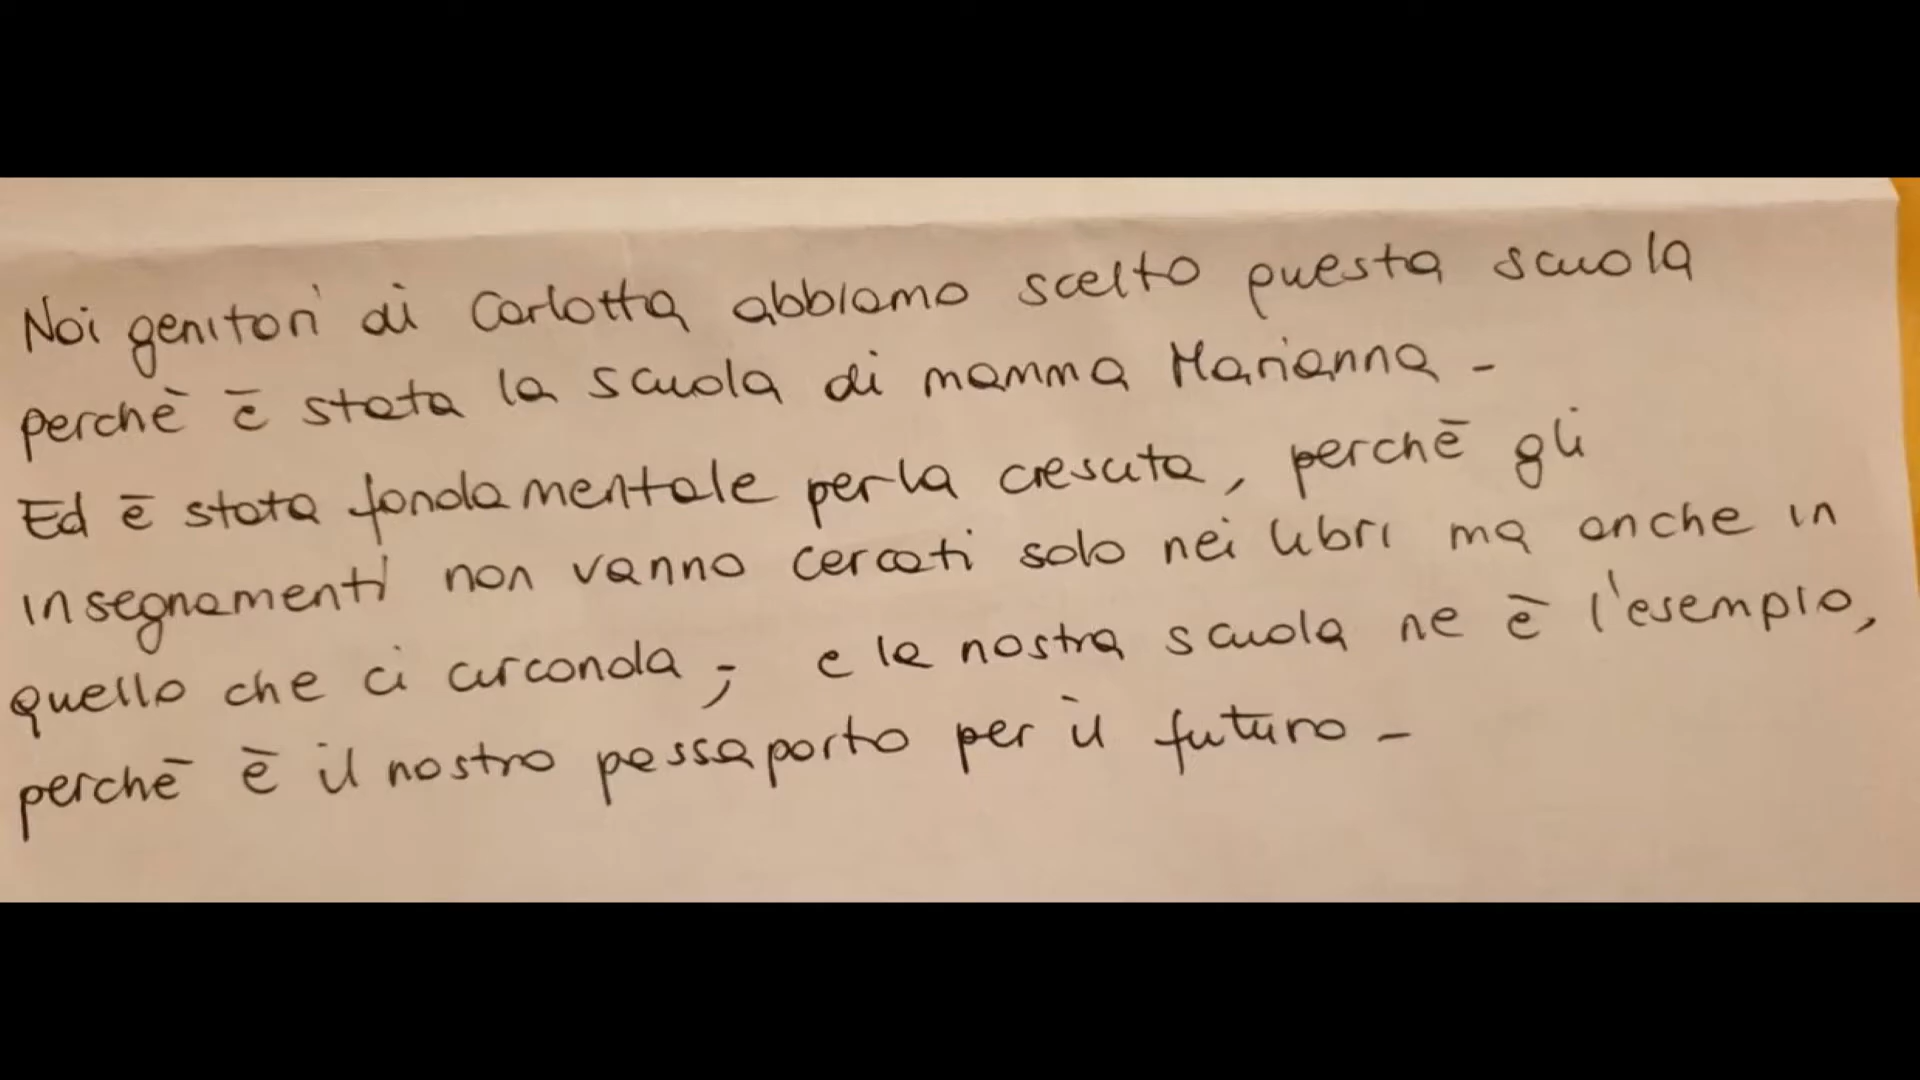 Noi genitori di Carlotta abbiamo scelto questa scuola
perchè è stata la scuola di mamma Marianna -
Ed è stata fondamentale per la crescita, perchè gli
insegnamenti non vanno cercati solo nei libri ma anche in
quello che ci circonda ; e la nostra scuola ne è l'esempio,
perchè è il nostro passaporto per il futuro -